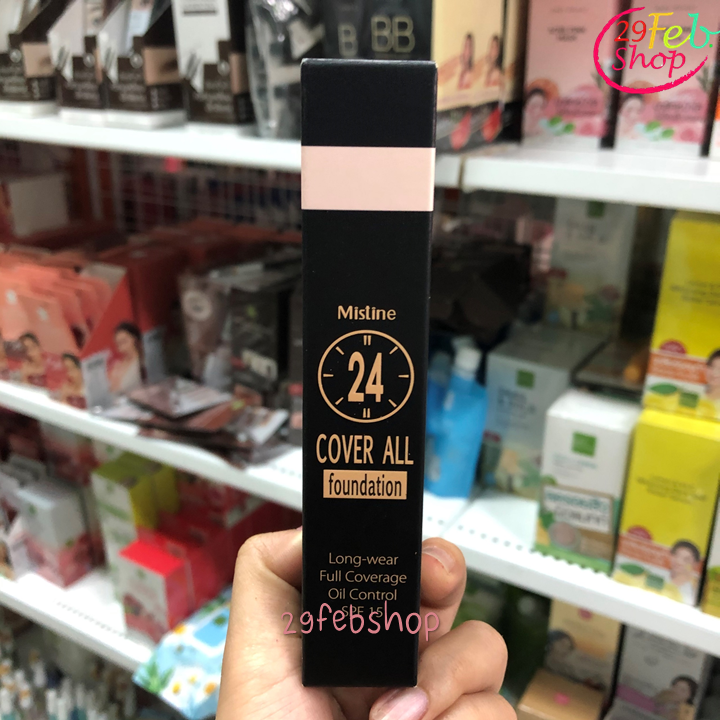 29Feb.
Shop
BB
Mistine
24
COVER ALL
foundation
Long-wear
Full Coverage
Oil Control
SPF 15
29febshop